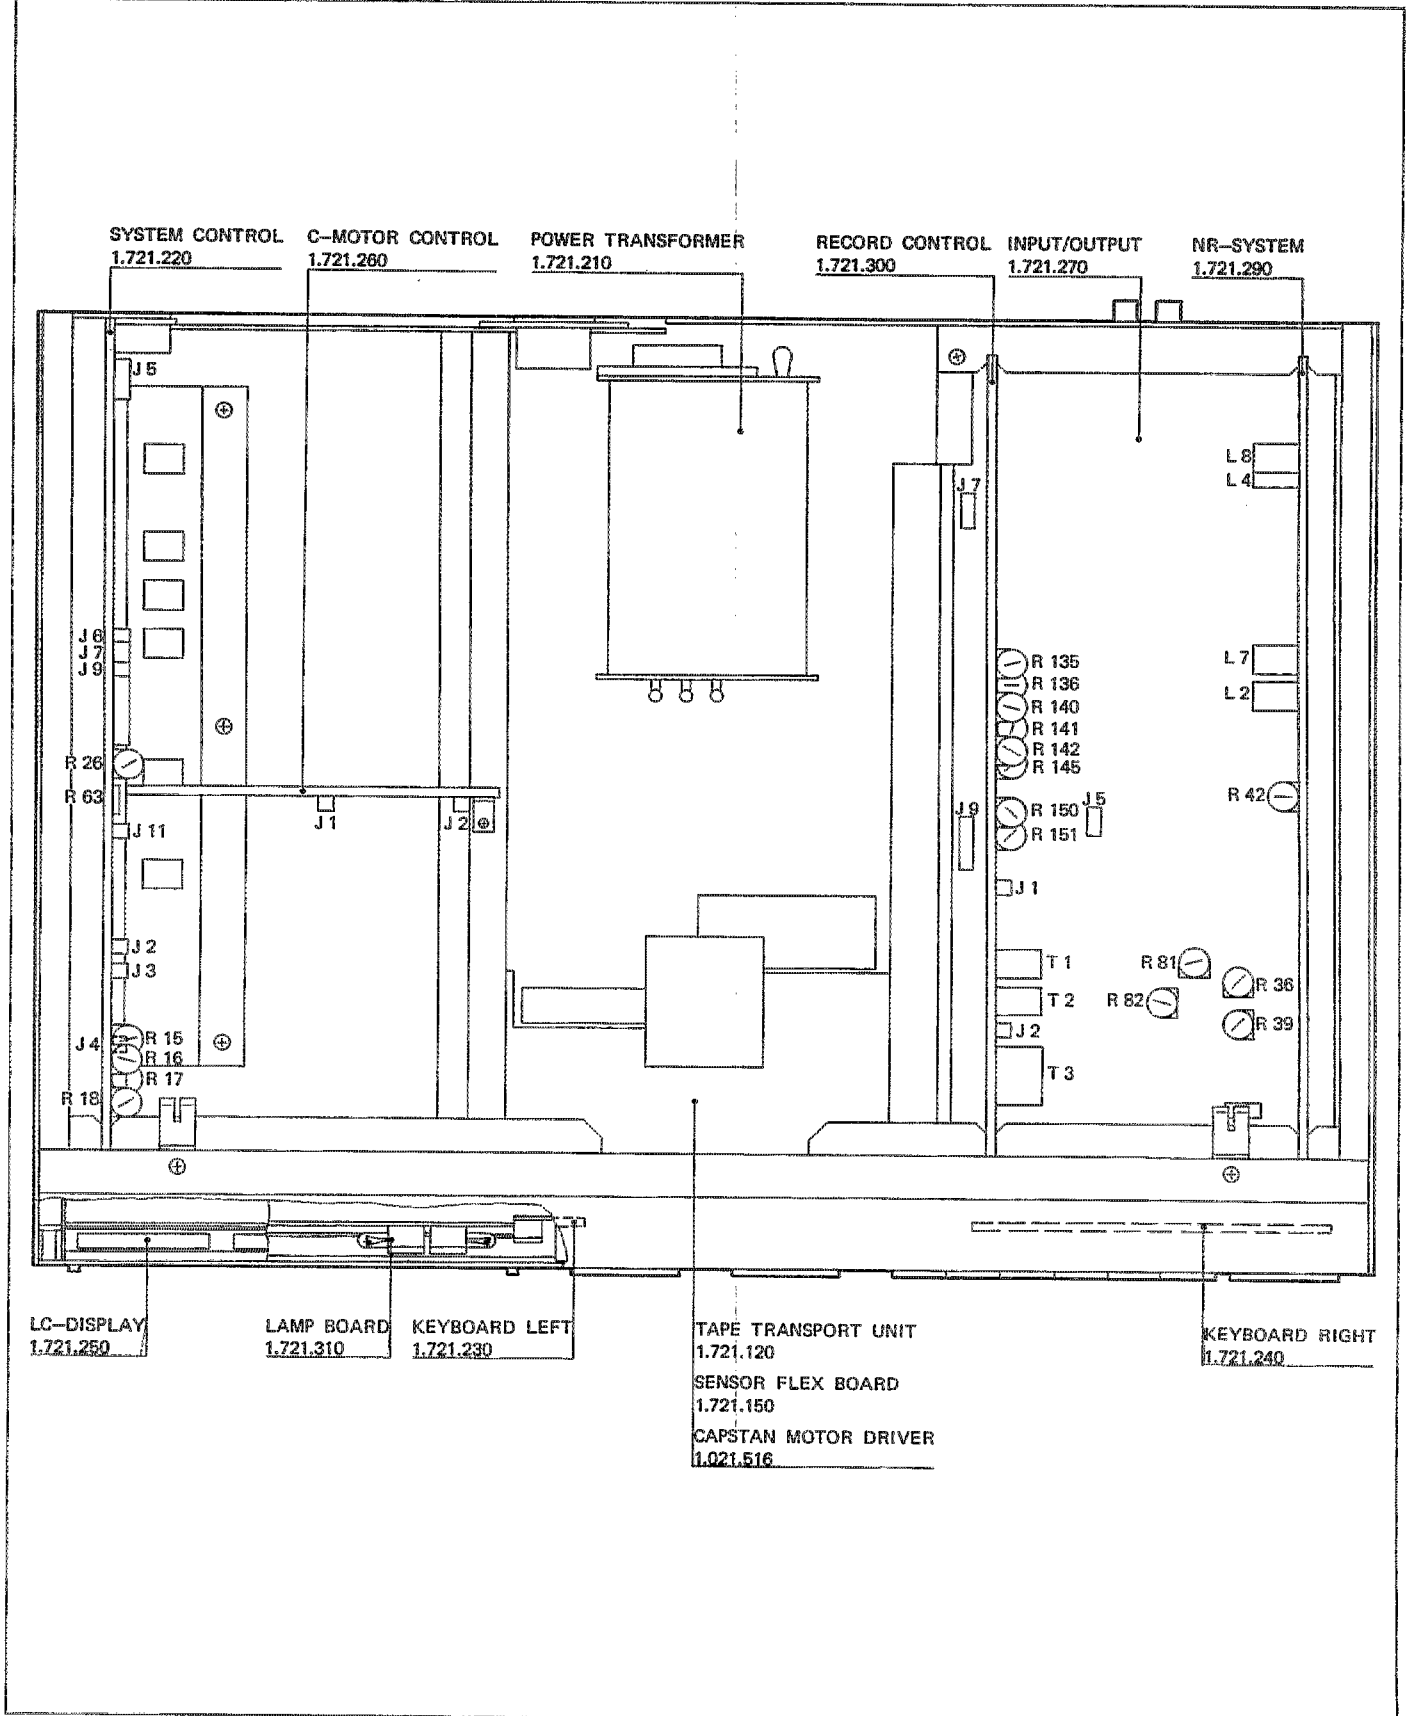 SYSTEM CONTROL
1.721.220
C-MOTOR CONTROL
1.721.260
POWER TRANSFORMER
1.721.210
RECORD CONTROL
1.721.300
INPUT/OUTPUT
1.721.270
NR-SYSTEM
1.721.290
J 5
L 8
L 4
J 7
J 6
J 7
J 9
R 135
R 136
R 140
R 141
R 142
R 145
L 7
L 2
R 26
R 63
J 11
J 1
J 2
J 9
R 150
R 151
J 5
R 42
J 1
J 2
J 3
T 1
T 2
J 2
T 3
R 81
R 82
R 36
R 39
J 4
R 15
R 16
R 17
R 18
LC-DISPLAY
1.721.250
LAMP BOARD
1.721.310
KEYBOARD LEFT
1.721.230
TAPE TRANSPORT UNIT
1.721.120
SENSOR FLEX BOARD
1.721.150
CAPSTAN MOTOR DRIVER
1.021.516
KEYBOARD RIGHT
1.721.240